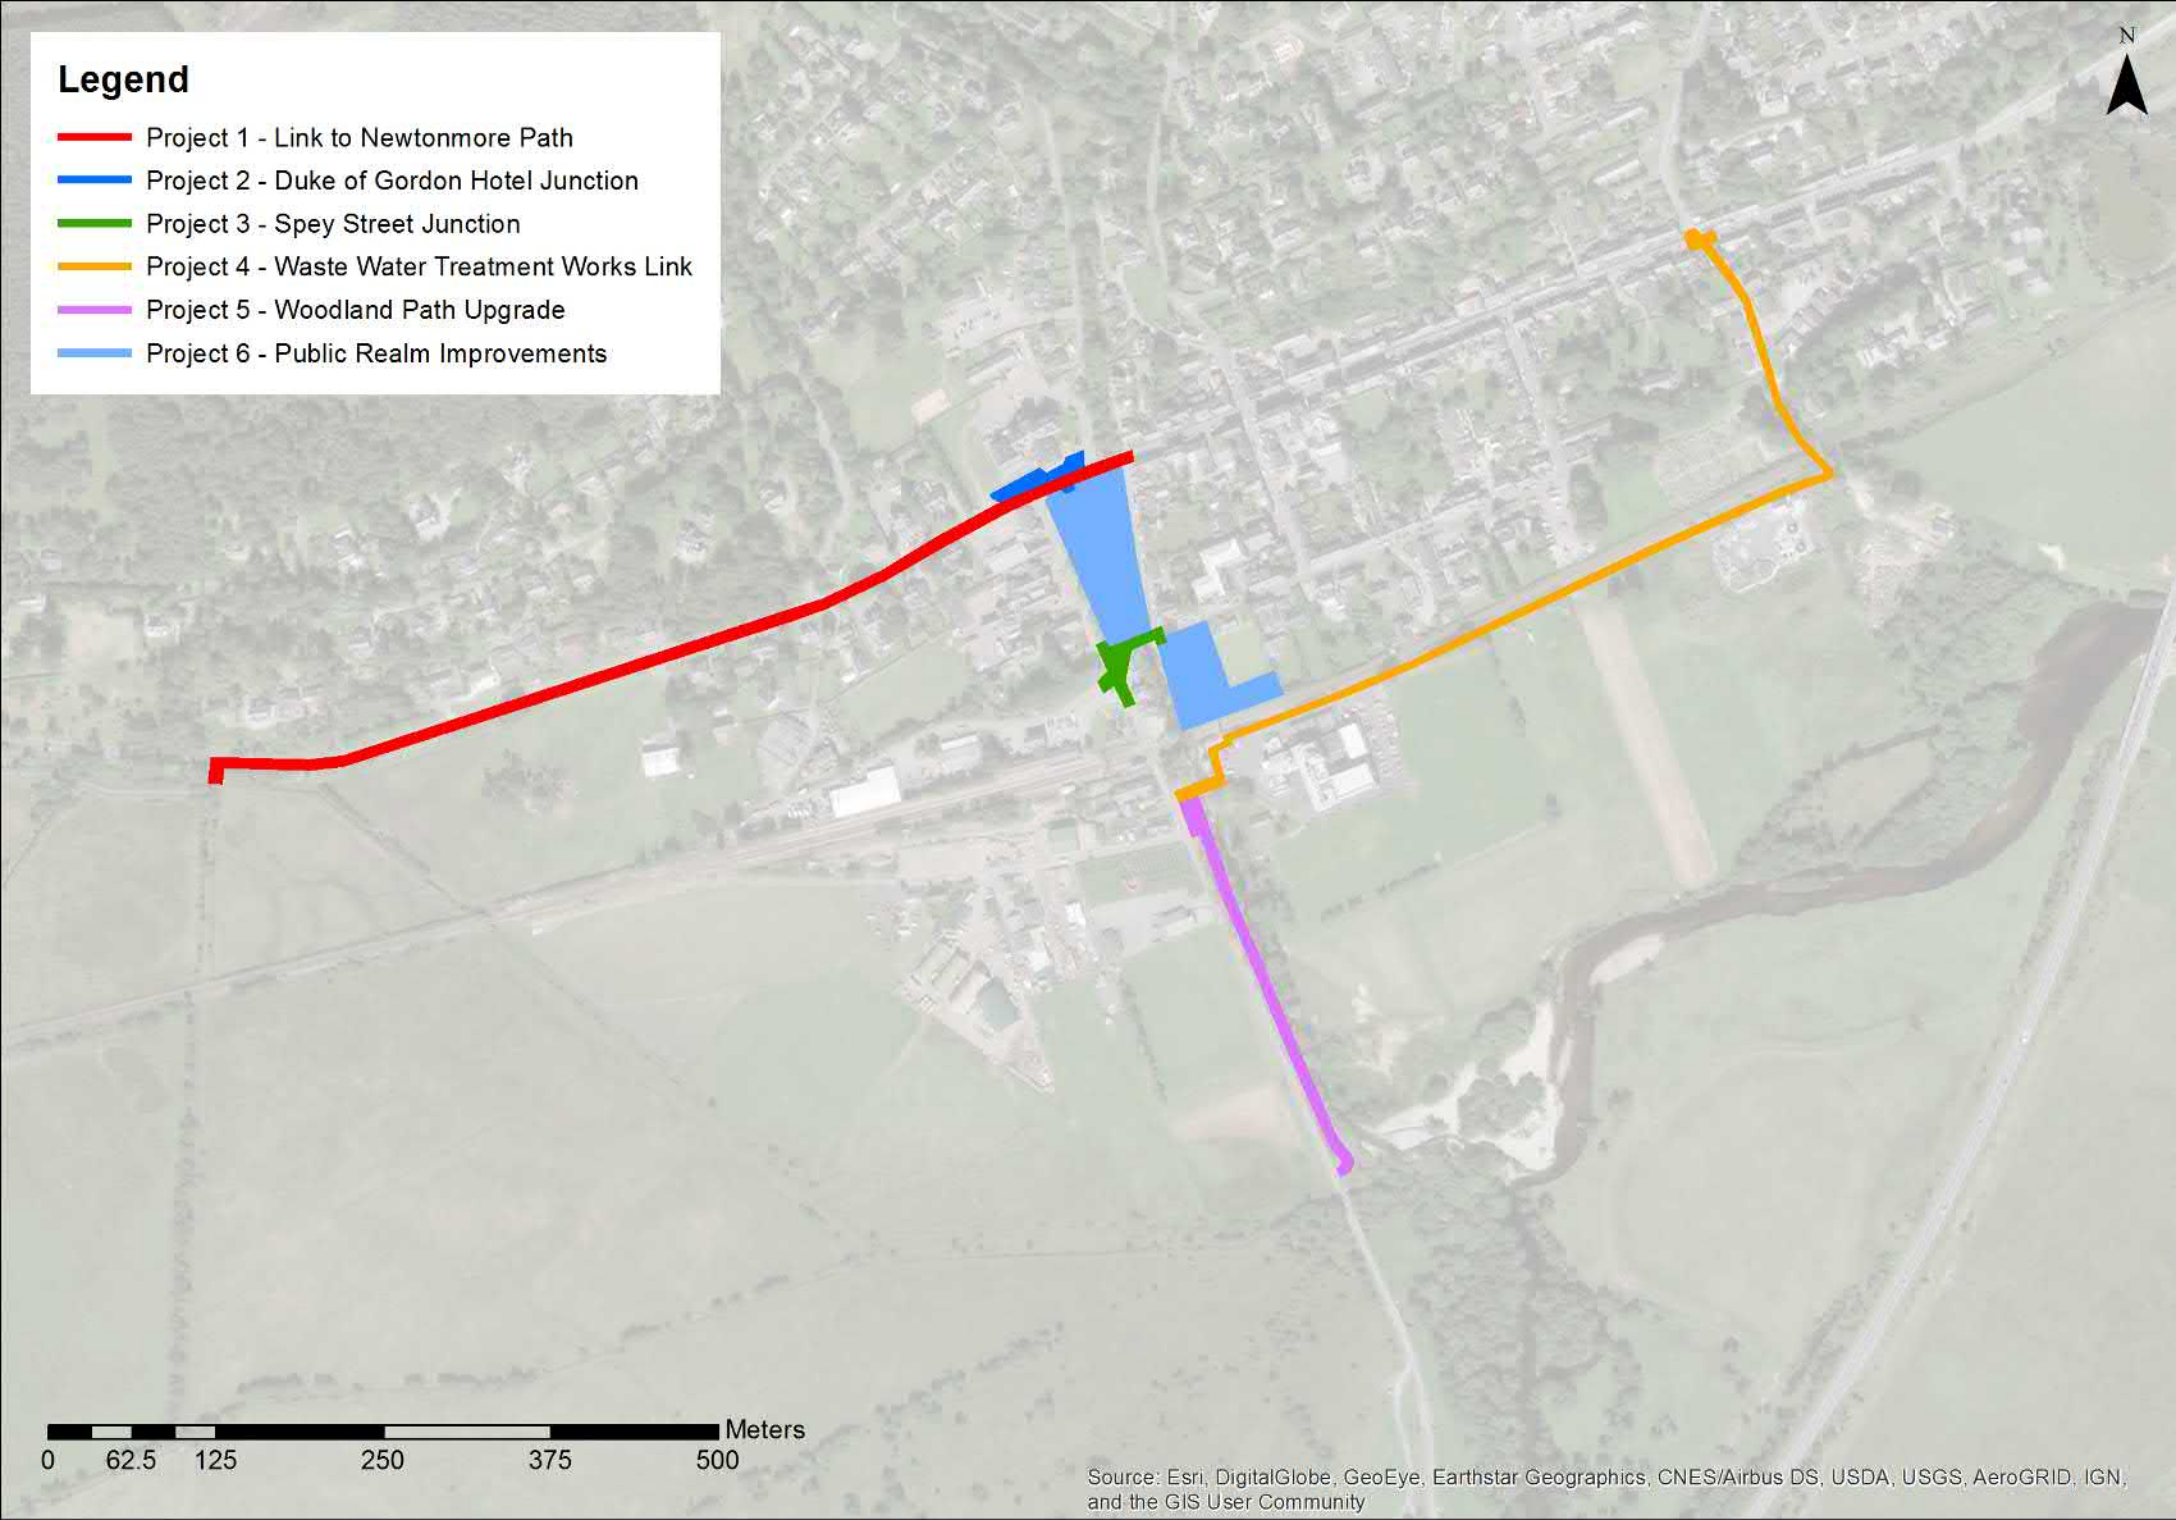 N
Legend
Project 1 - Link to Newtonmore Path
Project 2 - Duke of Gordon Hotel Junction
Project 3 - Spey Street Junction
Project 4 - Waste Water Treatment Works Link
Project 5 - Woodland Path Upgrade
Project 6 - Public Realm Improvements
Meters
0 62.5 125 250 375 500
Source: Esri, DigitalGlobe, GeoEye, Earthstar Geographics, CNES/Airbus DS, USDA, USGS, AeroGRID, IGN,
and the GIS User Community